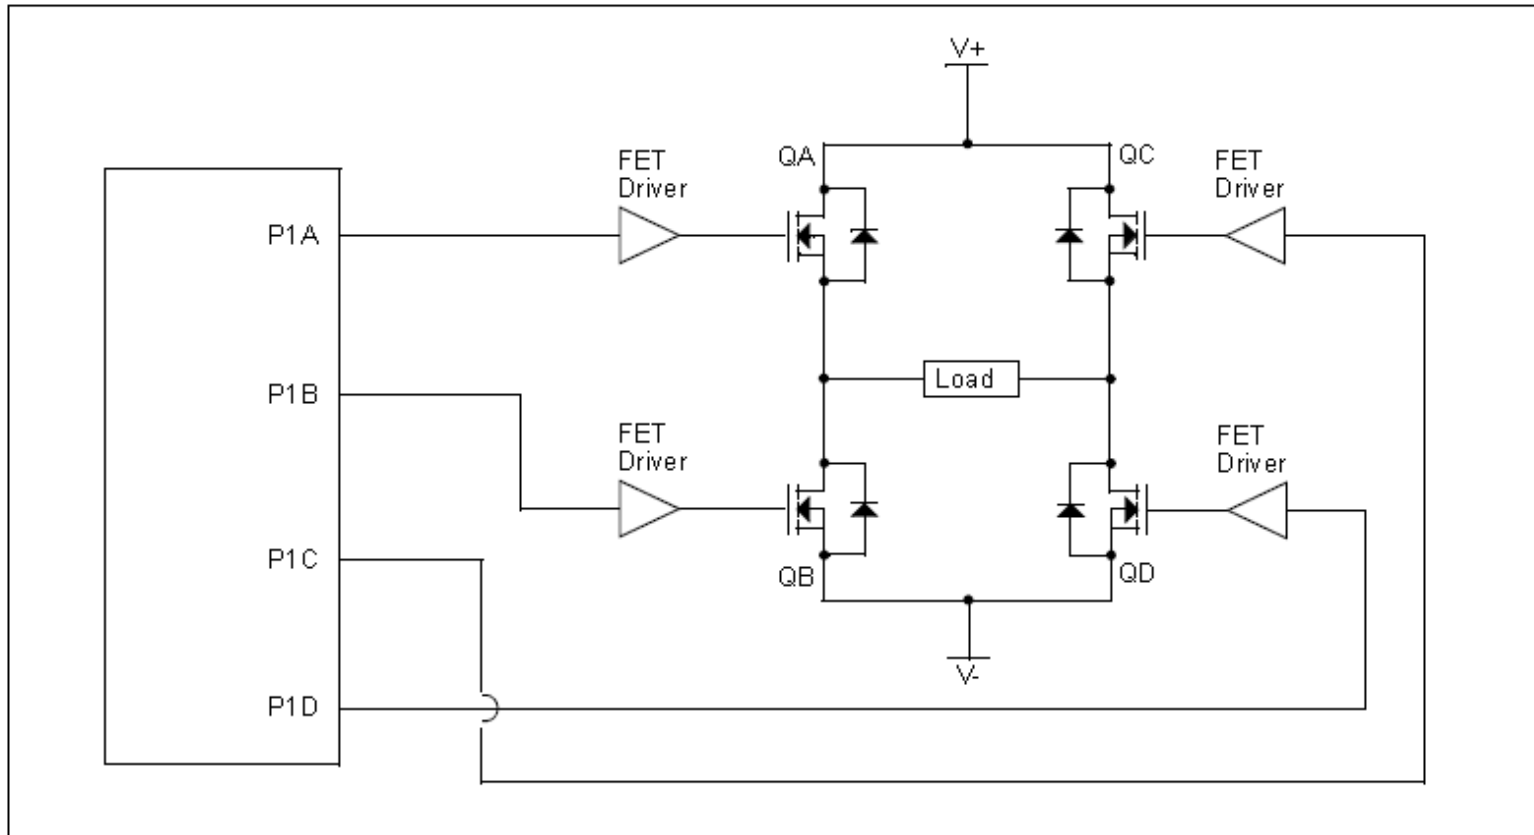 V+
QA
QC
FET
Driver
FET
Driver
P1A
Load
P1B
FET
Driver
FET
Driver
P1C
QB
QD
V-
P1D